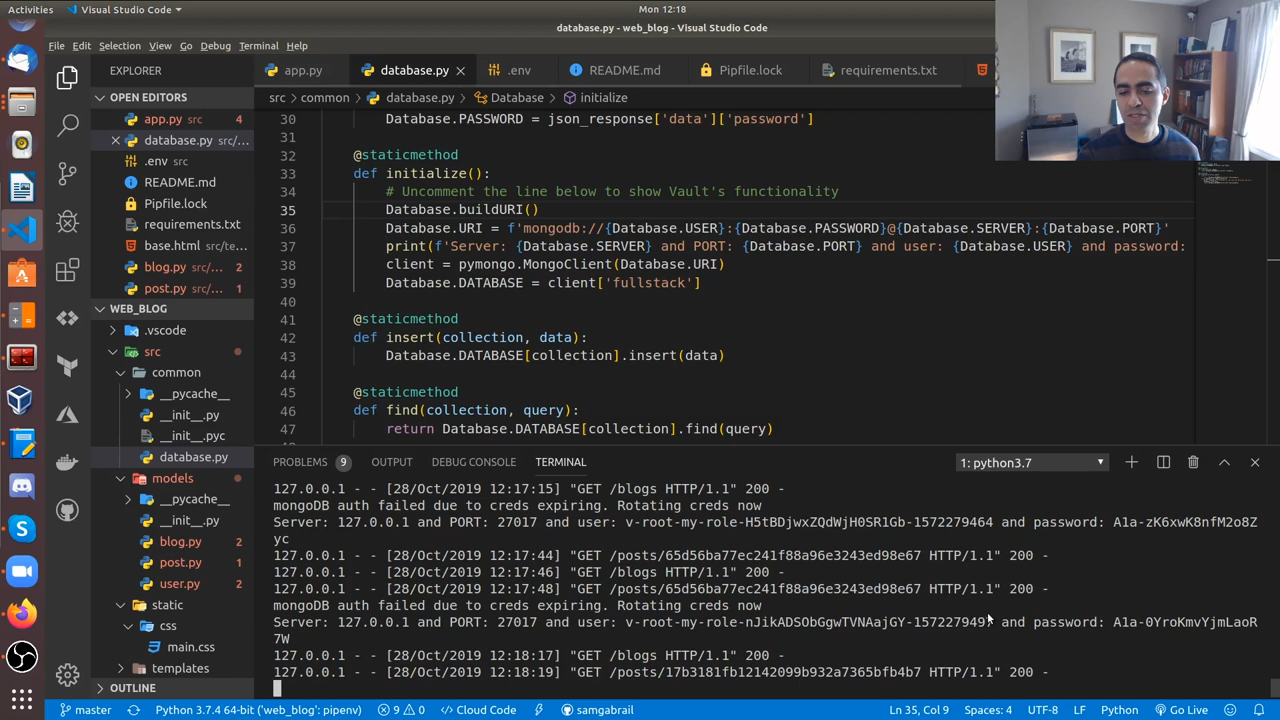 Activities
Visual Studio Code
Mon 12:18
database.py - web_blog - Visual Studio Code
File Edit Selection View Go Debug Terminal Help
EXPLORER
app.py
database.py
.env
README.md
Pipfile.lock
requirements.txt
src > common > database.py > Database > initialize
OPEN EDITORS
app.py src 4
database.py src/...
.env src
README.md
Pipfile.lock
requirements.txt
base.html src/te...
blog.py src/... 2
post.py src/... 1
WEB_BLOG
.vscode
src
common
__pycache__
__init__.py
__init__.pyc
database.py
models
__pycache__
__init__.py
blog.py 2
post.py 1
user.py 2
static
css
main.css
templates
OUTLINE
30 Database.PASSWORD = json_response['data']['password']
31
32 @staticmethod
33 def initialize():
34 # Uncomment the line below to show Vault's functionality
35 Database.buildURI()
36 Database.URI = f'mongodb://{Database.USER}:{Database.PASSWORD}@{Database.SERVER}:{Database.PORT}'
37 print(f'Server: {Database.SERVER} and PORT: {Database.PORT} and user: {Database.USER} and password:
38 client = pymongo.MongoClient(Database.URI)
39 Database.DATABASE = client['fullstack']
40
41 @staticmethod
42 def insert(collection, data):
43 Database.DATABASE[collection].insert(data)
44
45 @staticmethod
46 def find(collection, query):
47 return Database.DATABASE[collection].find(query)
PROBLEMS 9 OUTPUT DEBUG CONSOLE TERMINAL
1: python3.7
127.0.0.1 - - [28/Oct/2019 12:17:15] "GET /blogs HTTP/1.1" 200 -
mongoDB auth failed due to creds expiring. Rotating creds now
Server: 127.0.0.1 and PORT: 27017 and user: v-root-my-role-H5tBDjwxZQdWjH0SR1Gb-1572279464 and password: A1a-zK6xwK8nfM2o8Z
yc
127.0.0.1 - - [28/Oct/2019 12:17:44] "GET /posts/65d56ba77ec241f88a96e3243ed98e67 HTTP/1.1" 200 -
127.0.0.1 - - [28/Oct/2019 12:17:46] "GET /blogs HTTP/1.1" 200 -
127.0.0.1 - - [28/Oct/2019 12:17:48] "GET /posts/65d56ba77ec241f88a96e3243ed98e67 HTTP/1.1" 200 -
mongoDB auth failed due to creds expiring. Rotating creds now
Server: 127.0.0.1 and PORT: 27017 and user: and password: A1a-0YroKmvYjmLaoR
7W
127.0.0.1 - - [28/Oct/2019 12:18:17] "GET /blogs HTTP/1.1" 200 -
127.0.0.1 - - [28/Oct/2019 12:18:19] "GET /posts/17b3181fb12142099b932a7365bfb4b7 HTTP/1.1" 200 -
master
Python 3.7.4 64-bit ('web_blog': pipenv)
9 0
Cloud Code
samgabrail
Ln 35, Col 9
Spaces: 4
UTF-8
LF
Python
Go Live